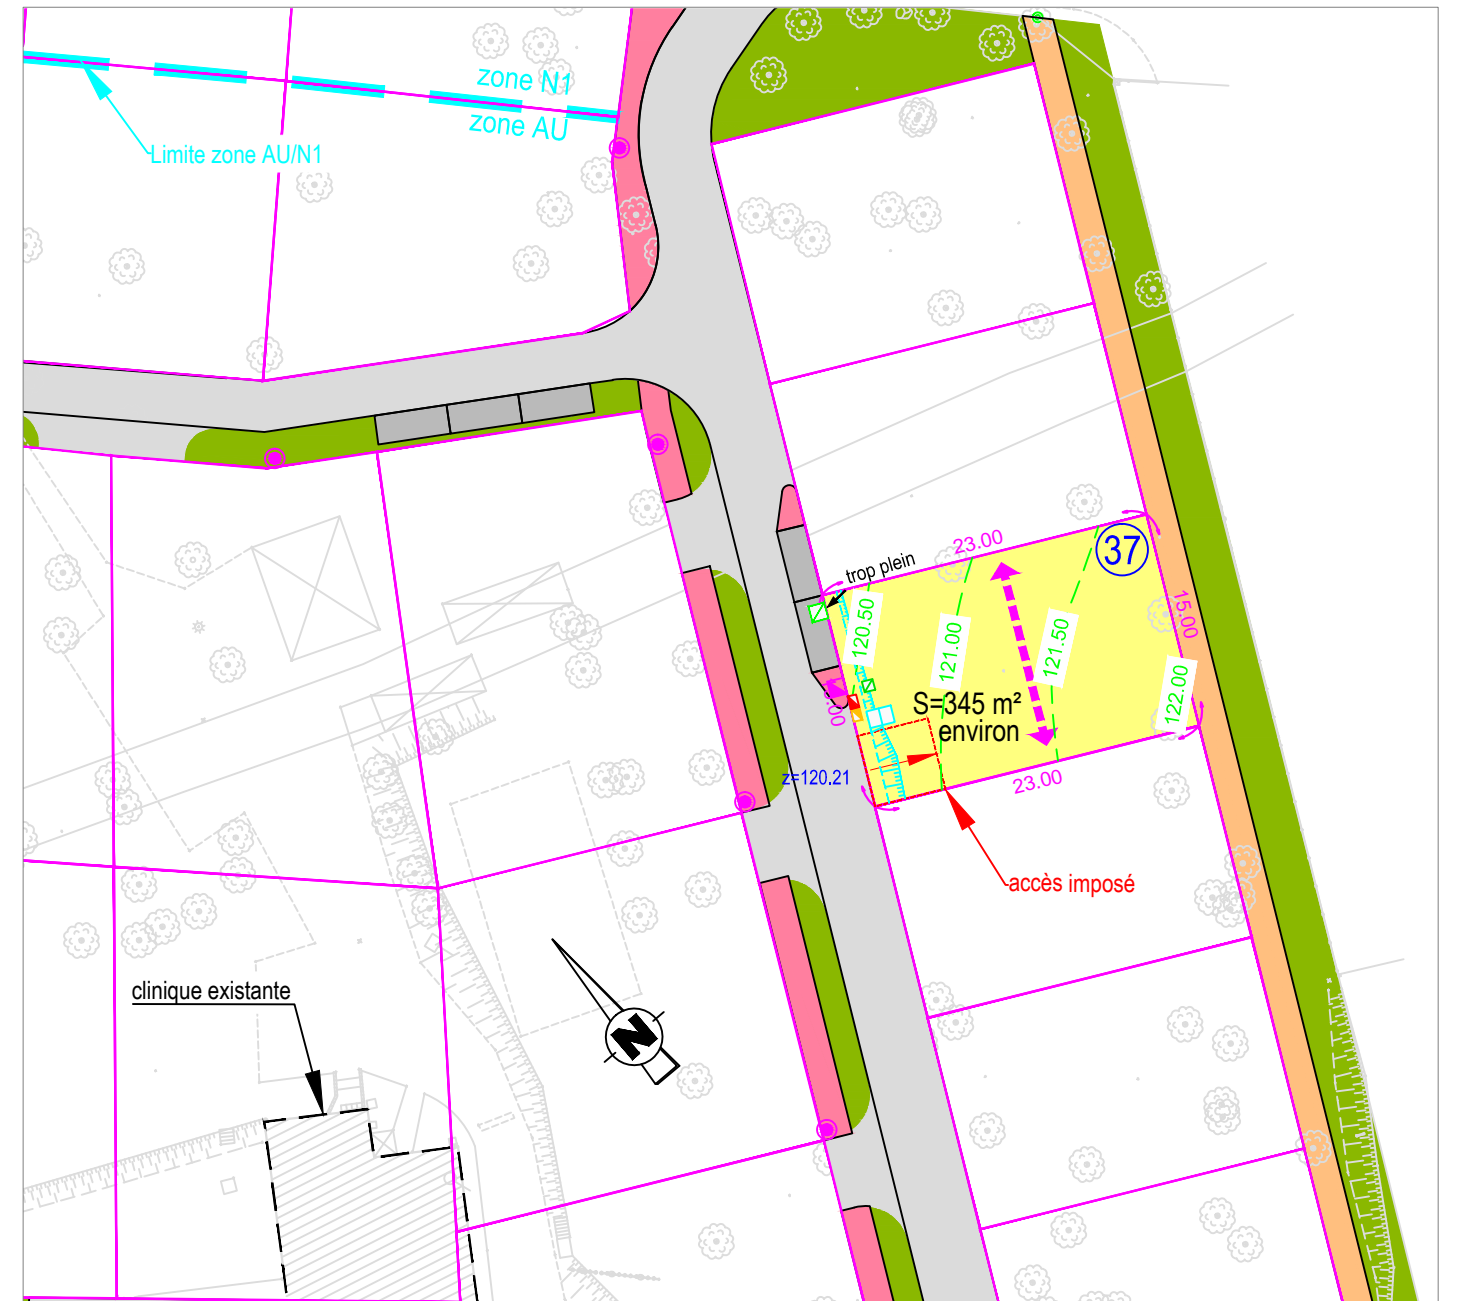 zone N1
zone AU
Limite zone AU/N1
37
23.00
trop plein
15.00
120.50
121.00
121.50
122.00
S=345 m²
environ
z=120.21
23.00
accès imposé
clinique existante
N